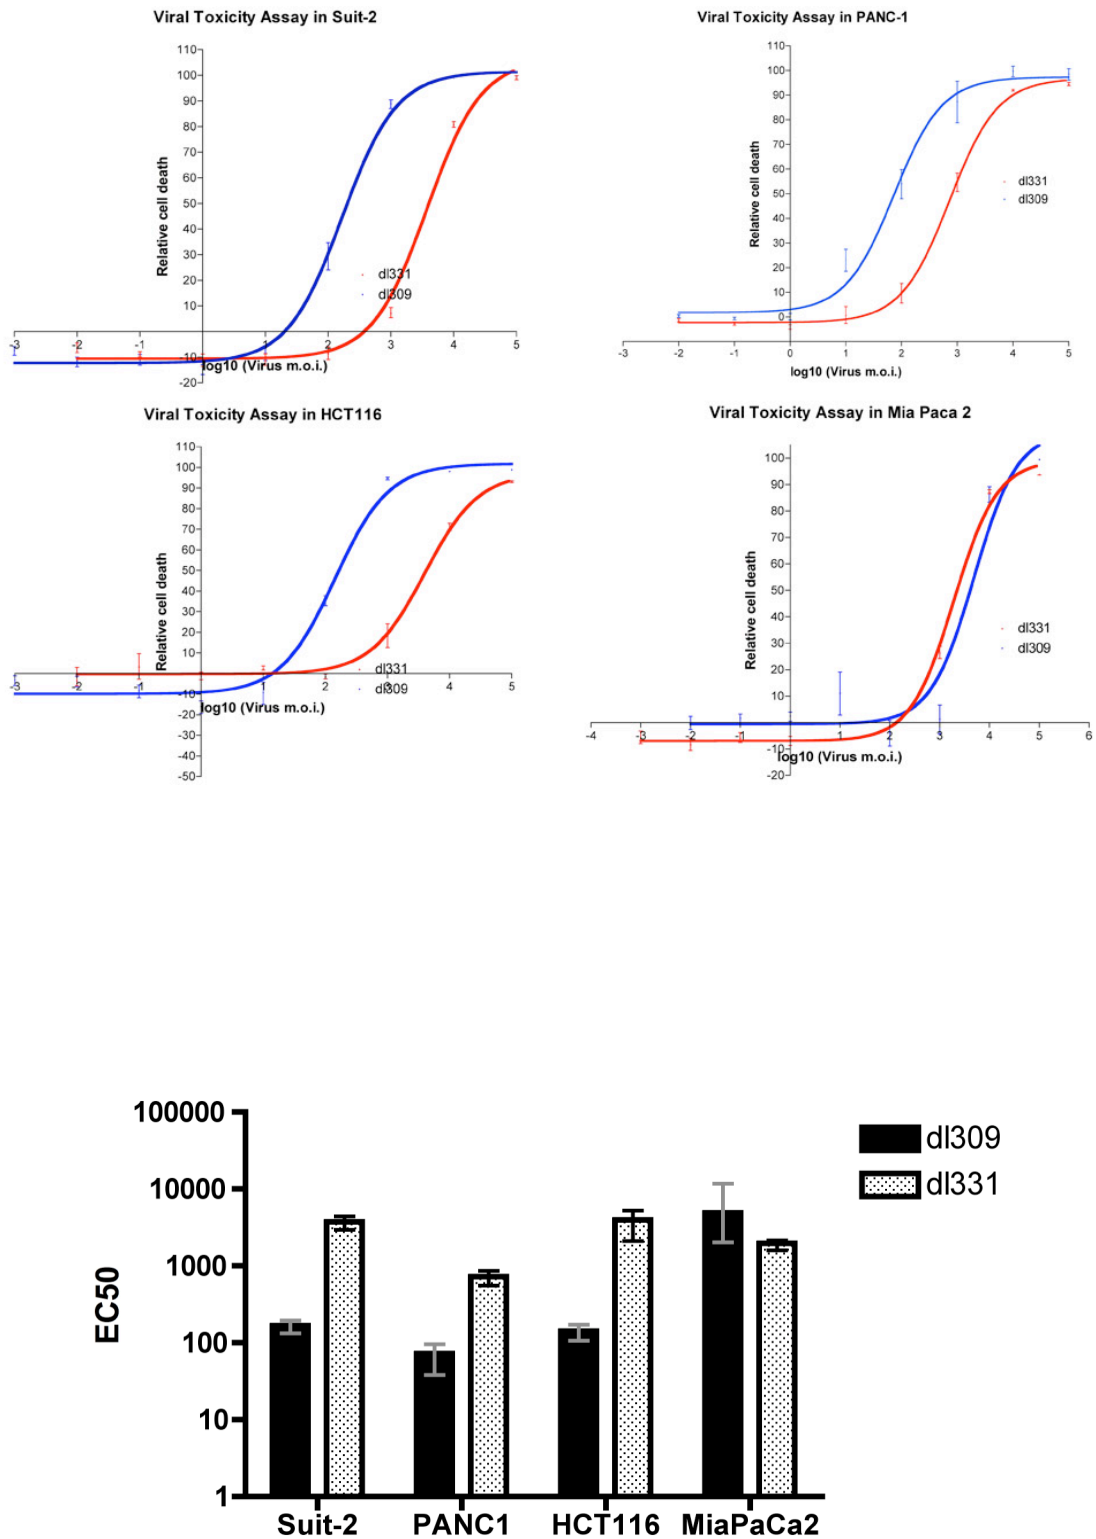 Viral Toxicity Assay in Suit-2
110
100
90
80
70
60
50
40
30
20
10
-10
-20
Relative cell death
-3 -2 -1 1 2 3 4 5
log10 (Virus m.o.i.)
dl331
dl309
Viral Toxicity Assay in PANC-1
110
100
90
80
70
60
50
40
30
20
10
0
Relative cell death
-3 -2 -1 0 1 2 3 4 5
log10 (Virus m.o.i.)
dl331
dl309
Viral Toxicity Assay in HCT116
110
100
90
80
70
60
50
40
30
20
10
-10
-20
-30
-40
-50
Relative cell death
-3 -2 -1 1 2 3 4 5
log10 (Virus m.o.i.)
dl331
dl309
Viral Toxicity Assay in Mia Paca 2
100
90
80
70
60
50
40
30
20
10
-10
-20
Relative cell death
-4 -3 -2 -1 1 2 3 4 5 6
log10 (Virus m.o.i.)
dl331
dl309
100000
10000
1000
100
10
1
EC50
Suit-2 PANC1 HCT116 MiaPaCa2
dl309
dl331